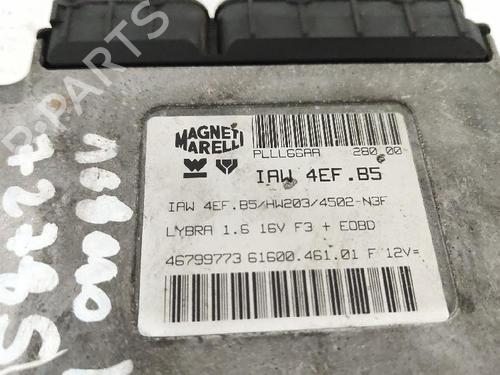 MAGNETI
MARELLI
PLLL66AA 280.00
IAW 4EF.B5
IAW 4EF.B5/HW203/4502-N3F
LYBRA 1.6 16V F3 + EOBD
46799773 61600.461.01 F 12V=
B-PARTS